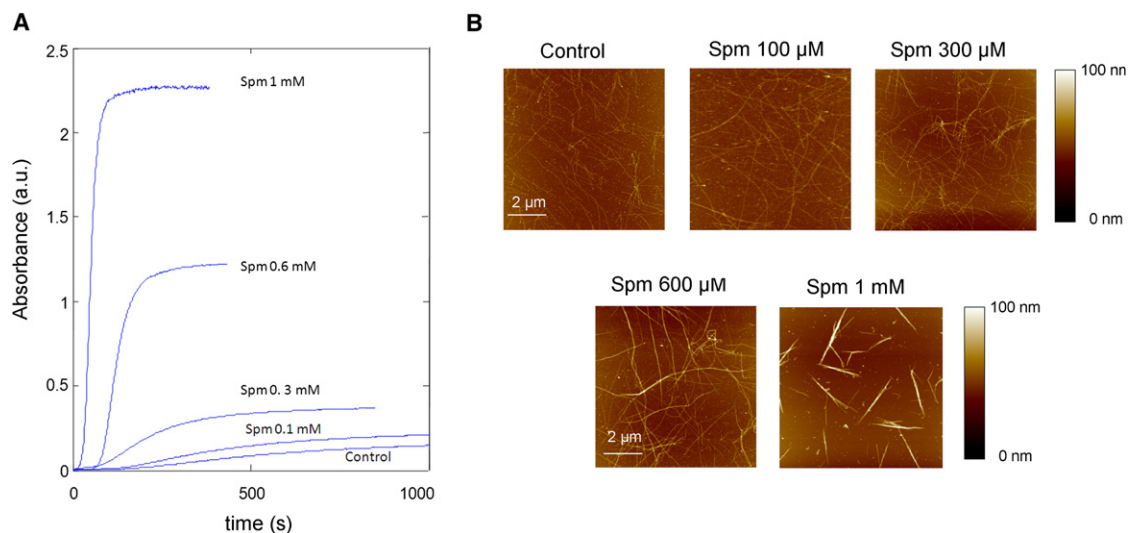 A
2.5
2
1.5
1
0.5
0
Absorbance (a.u.)
Spm 1 mM
Spm 0.6 mM
Spm 0.3 mM
Spm 0.1 mM
Control
0
500
1000
time (s)
B
Control
Spm 100 µM
Spm 300 µM
2 µm
100 nm
0 nm
Spm 600 µM
Spm 1 mM
2 µm
100 nm
0 nm